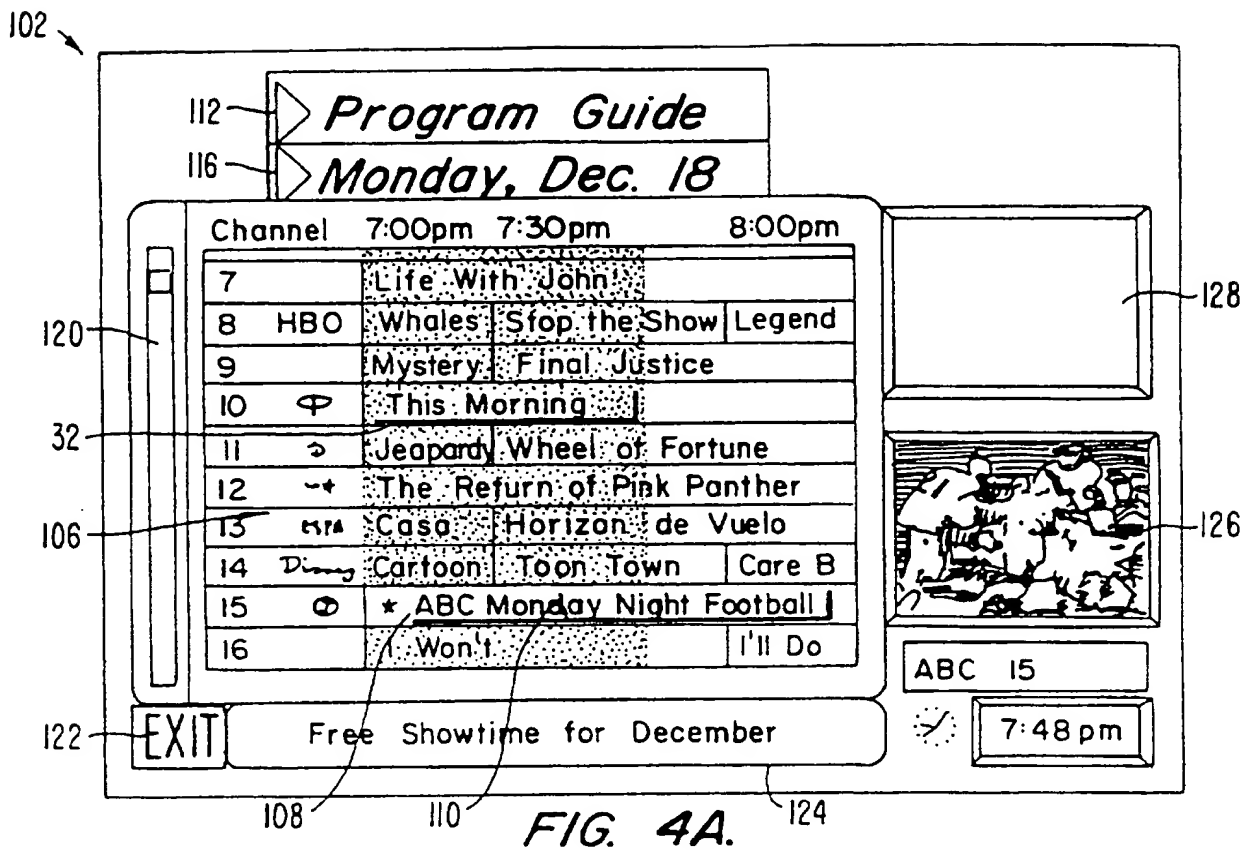 102
112
Program Guide
116
Monday, Dec. 18
Channel 7:00pm 7:30pm 8:00pm
7 Life With John
8 HBO Whales Stop the Show Legend
128
120
9 Mystery Final Justice
10 This Morning
32
11 Jeopardy Wheel of Fortune
12 The Return of Pink Panther
126
106
13 Casa Horizon de Vuelo
14 Disney Cartoon Toon Town Care B
15 ABC Monday Night Football
16 I Won't I'll Do
ABC 15
122
EXIT
Free Showtime for December
7:48pm
108
110
124
FIG. 4A.